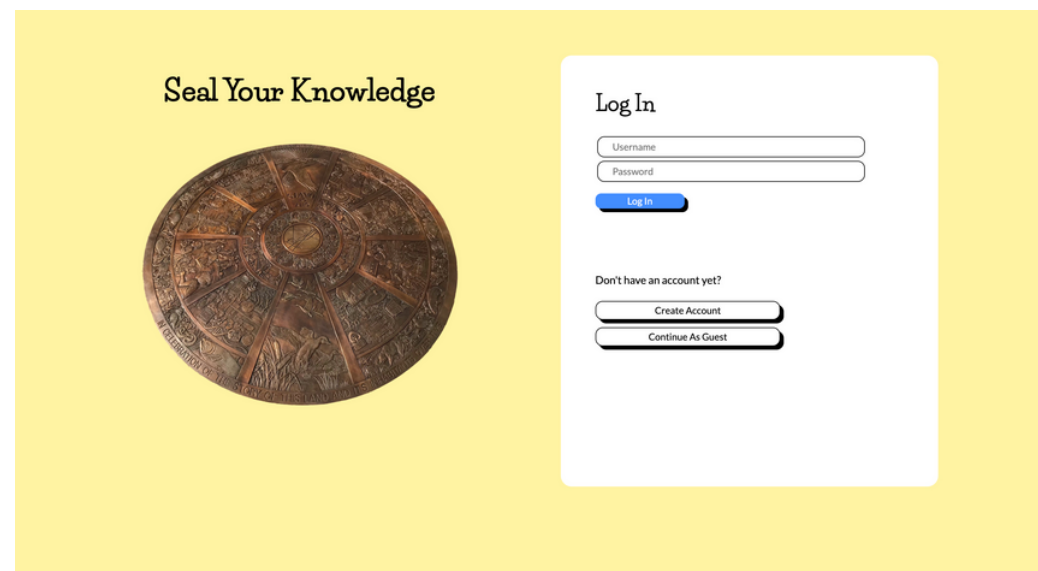 Seal Your Knowledge
Log In
Username
Password
Log In
Don't have an account yet?
Create Account
Continue As Guest